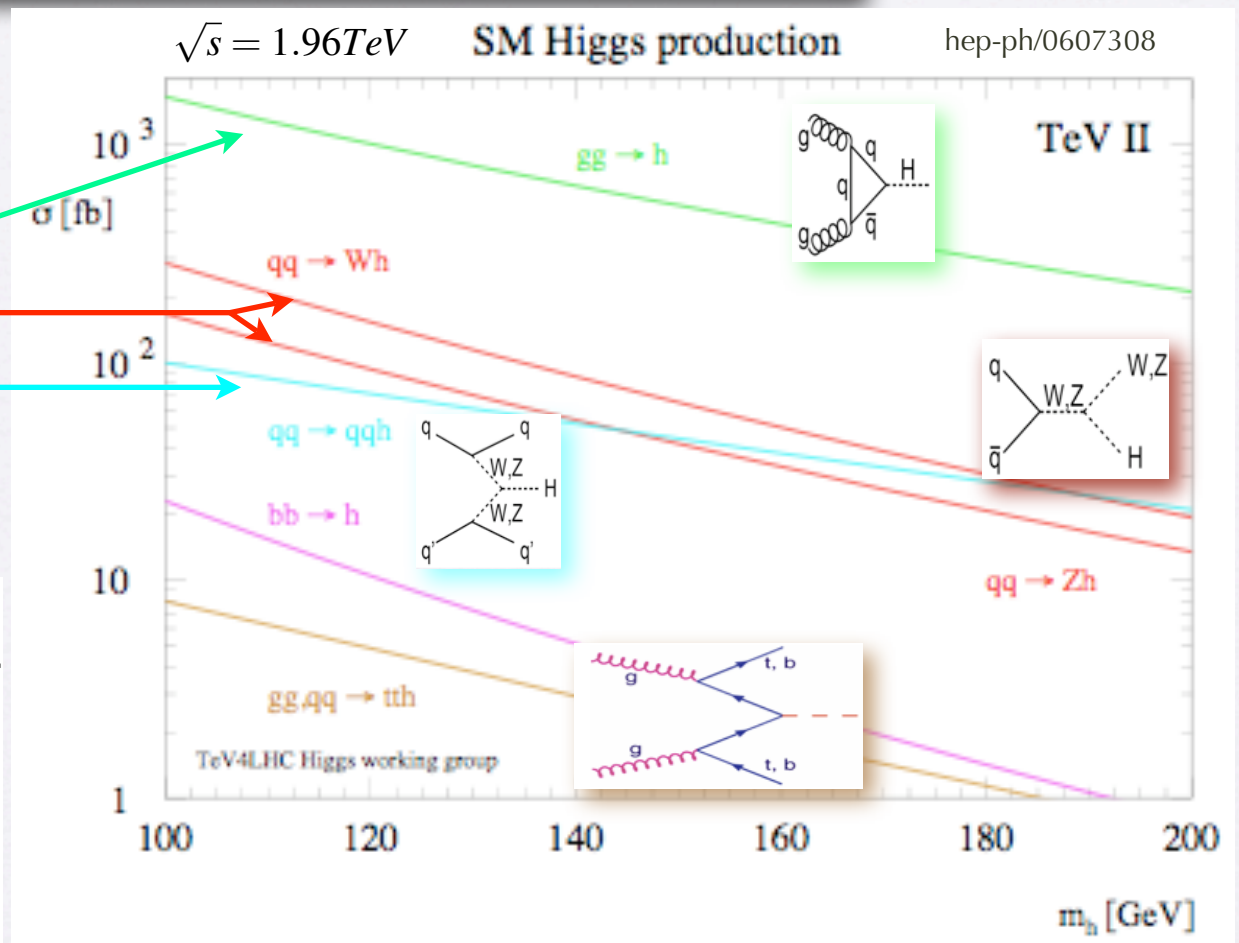 √s = 1.96TeV SM Higgs production hep-ph/0607308
TeV II
10³
σ [fb]
gg → h
g q H
q
g q̄
qq → Wh
10²
q W,Z
W,Z
q̄ H
qq → qqh
q q
W,Z
H
W,Z
q' q'
bb → h
10
qq → Zh
t, b
g
gg,qq → tth
g
t, b
TeV4LHC Higgs working group
1
100 120 140 160 180 200
mₕ [GeV]